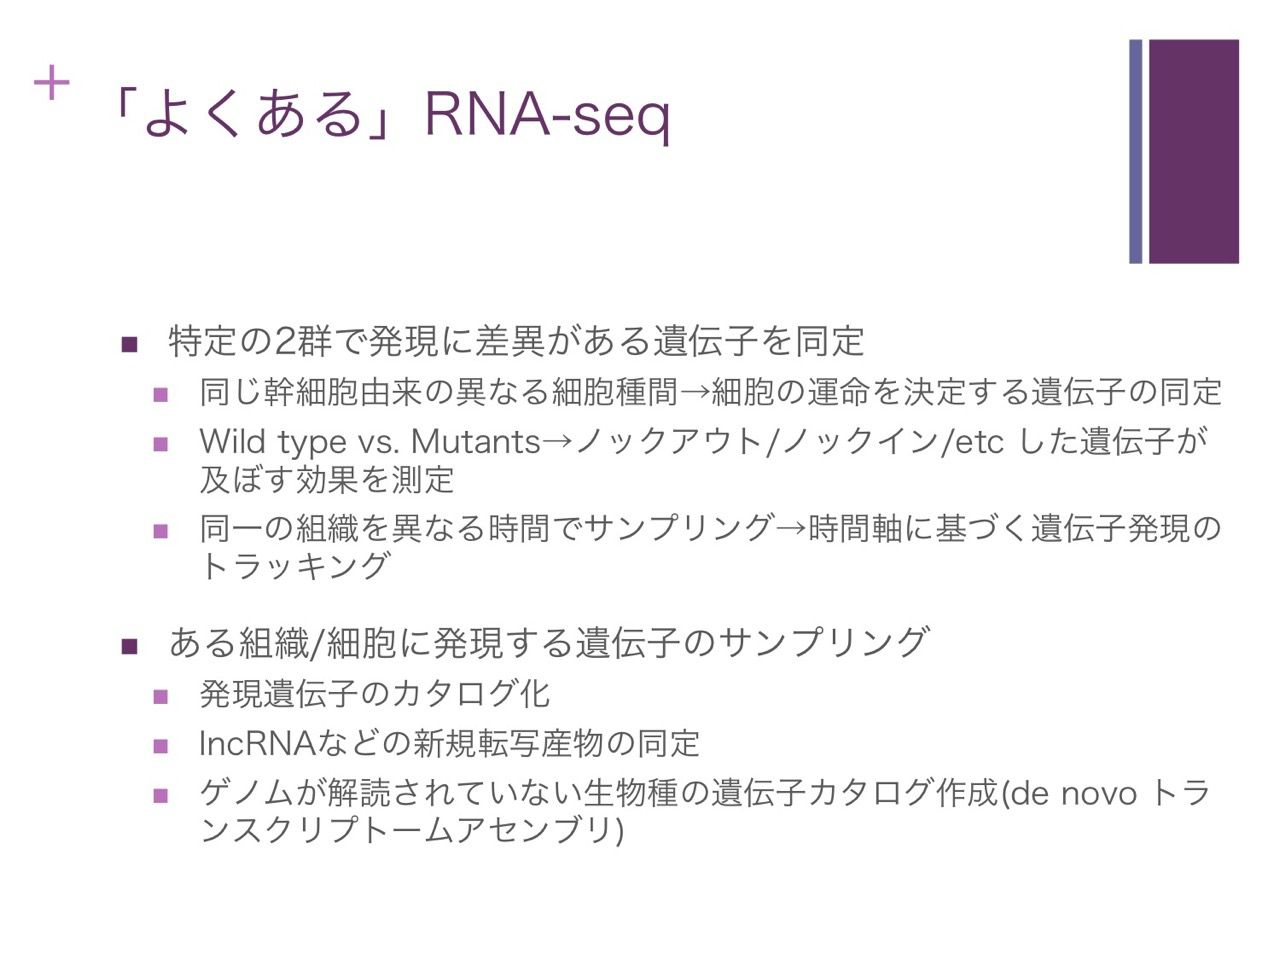 +
「よくある」RNA-seq
■ 特定の2群で発現に差異がある遺伝子を同定
■ 同じ幹細胞由来の異なる細胞種間→細胞の運命を決定する遺伝子の同定
■ Wild type vs. Mutants→ノックアウト/ノックイン/etc した遺伝子が
及ぼす効果を測定
■ 同一の組織を異なる時間でサンプリング→時間軸に基づく遺伝子発現の
トラッキング
■ ある組織/細胞に発現する遺伝子のサンプリング
■ 発現遺伝子のカタログ化
■ lncRNAなどの新規転写産物の同定
■ ゲノムが解読されていない生物種の遺伝子カタログ作成(de novo トラ
ンスクリプトームアセンブリ)